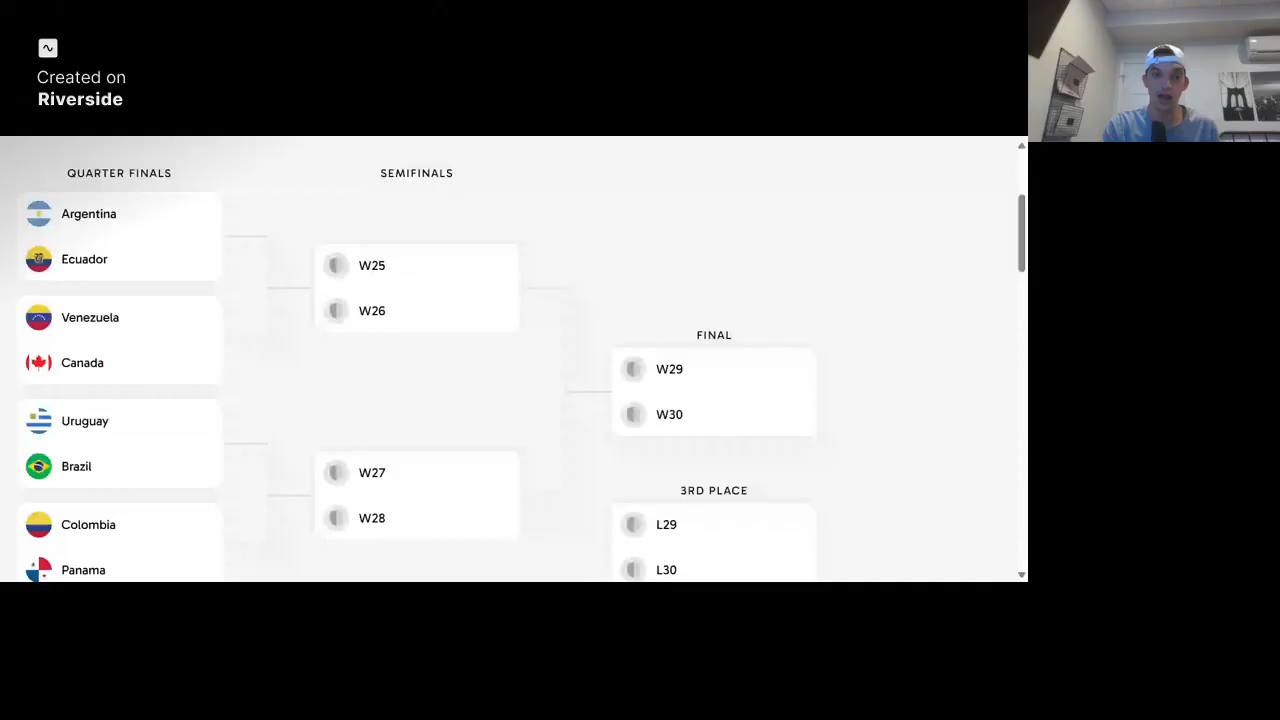 Created on
Riverside
QUARTER FINALS
SEMIFINALS
Argentina
Ecuador
Venezuela
Canada
Uruguay
Brazil
Colombia
Panama
W25
W26
W27
W28
FINAL
W29
W30
3RD PLACE
L29
L30